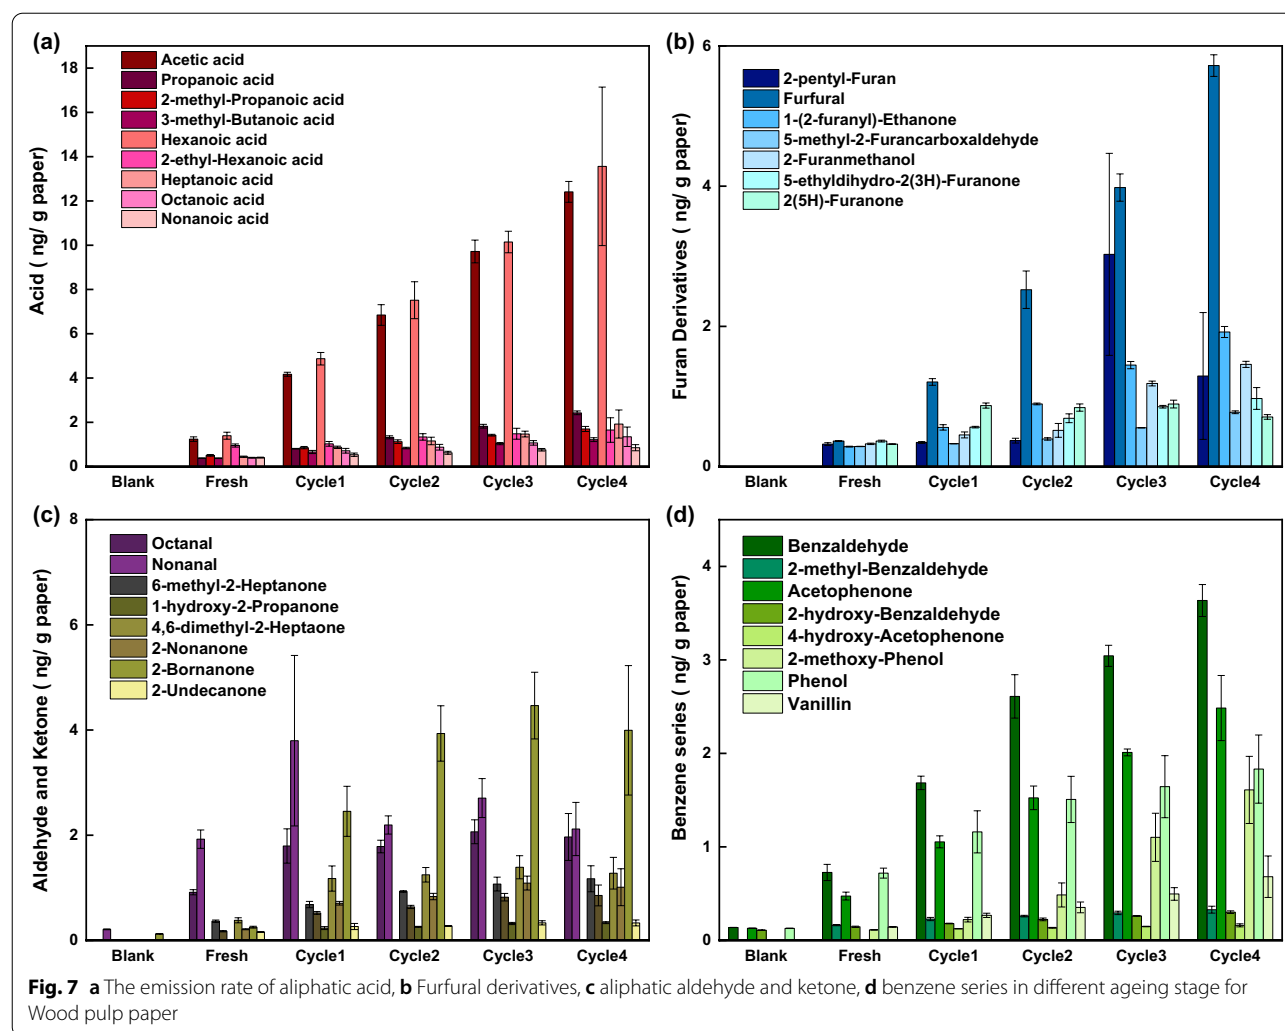 (a)
Acetic acid
Propanoic acid
2-methyl-Propanoic acid
3-methyl-Butanoic acid
Hexanoic acid
2-ethyl-Hexanoic acid
Heptanoic acid
Octanoic acid
Nonanoic acid
Acid ( ng/ g paper)
18
16
14
12
10
8
6
4
2
0
Blank Fresh Cycle1 Cycle2 Cycle3 Cycle4
(b)
2-pentyl-Furan
Furfural
1-(2-furanyl)-Ethanone
5-methyl-2-Furancarboxaldehyde
2-Furanmethanol
5-ethyldihydro-2(3H)-Furanone
2(5H)-Furanone
Furan Derivatives ( ng/ g paper)
6
4
2
0
Blank Fresh Cycle1 Cycle2 Cycle3 Cycle4
(c)
Octanal
Nonanal
6-methyl-2-Heptanone
1-hydroxy-2-Propanone
4,6-dimethyl-2-Heptaone
2-Nonanone
2-Bornanone
2-Undecanone
Aldehyde and Ketone ( ng/ g paper)
8
6
4
2
0
Blank Fresh Cycle1 Cycle2 Cycle3 Cycle4
(d)
Benzaldehyde
2-methyl-Benzaldehyde
Acetophenone
2-hydroxy-Benzaldehyde
4-hydroxy-Acetophenone
2-methoxy-Phenol
Phenol
Vanillin
Benzene series ( ng/ g paper)
4
3
2
1
0
Blank Fresh Cycle1 Cycle2 Cycle3 Cycle4
Fig. 7 a The emission rate of aliphatic acid, b Furfural derivatives, c aliphatic aldehyde and ketone, d benzene series in different ageing stage for
Wood pulp paper